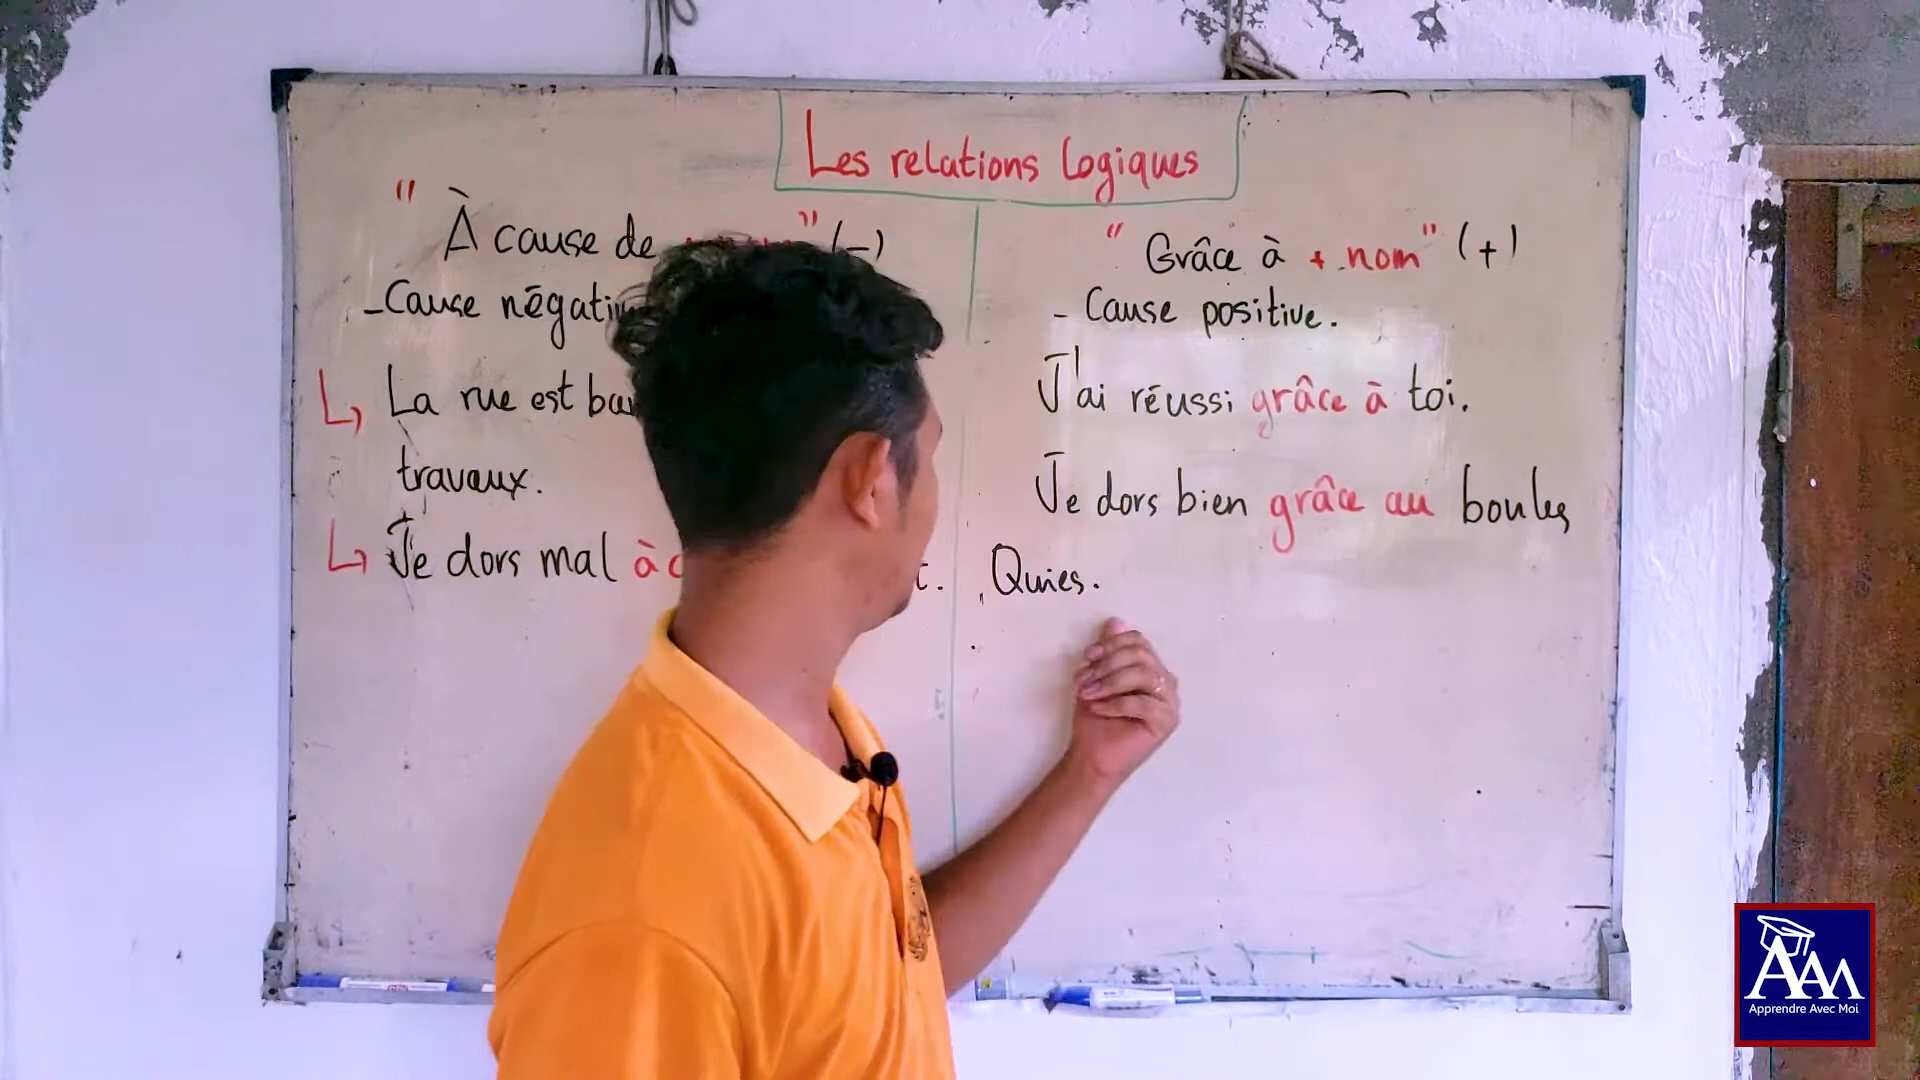 Les relations logiques
" À cause de " (-)
- Cause négative
La rue est
travaux.
Je dors mal à
" Grâce à + nom " (+)
- Cause positive.
J'ai réussi grâce à toi.
Je dors bien grâce au boules
Quies.
AAM
Apprendre Avec Moi